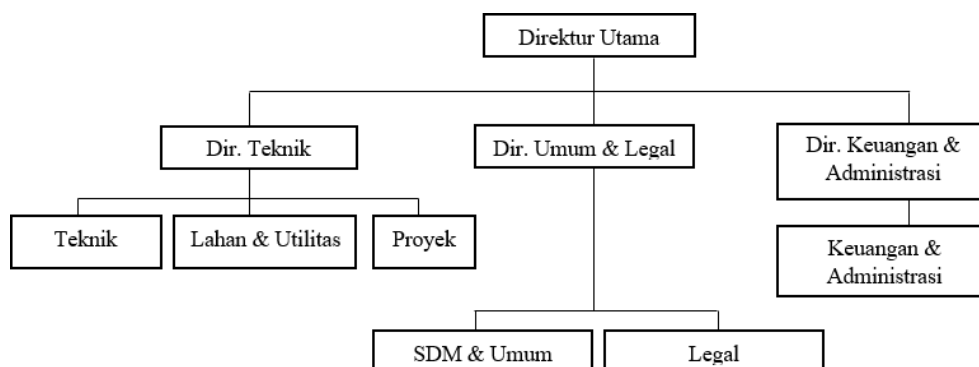 Direktur Utama
Dir. Teknik
Dir. Umum & Legal
Dir. Keuangan &
Administrasi
Teknik
Lahan & Utilitas
Proyek
Keuangan &
Administrasi
SDM & Umum
Legal